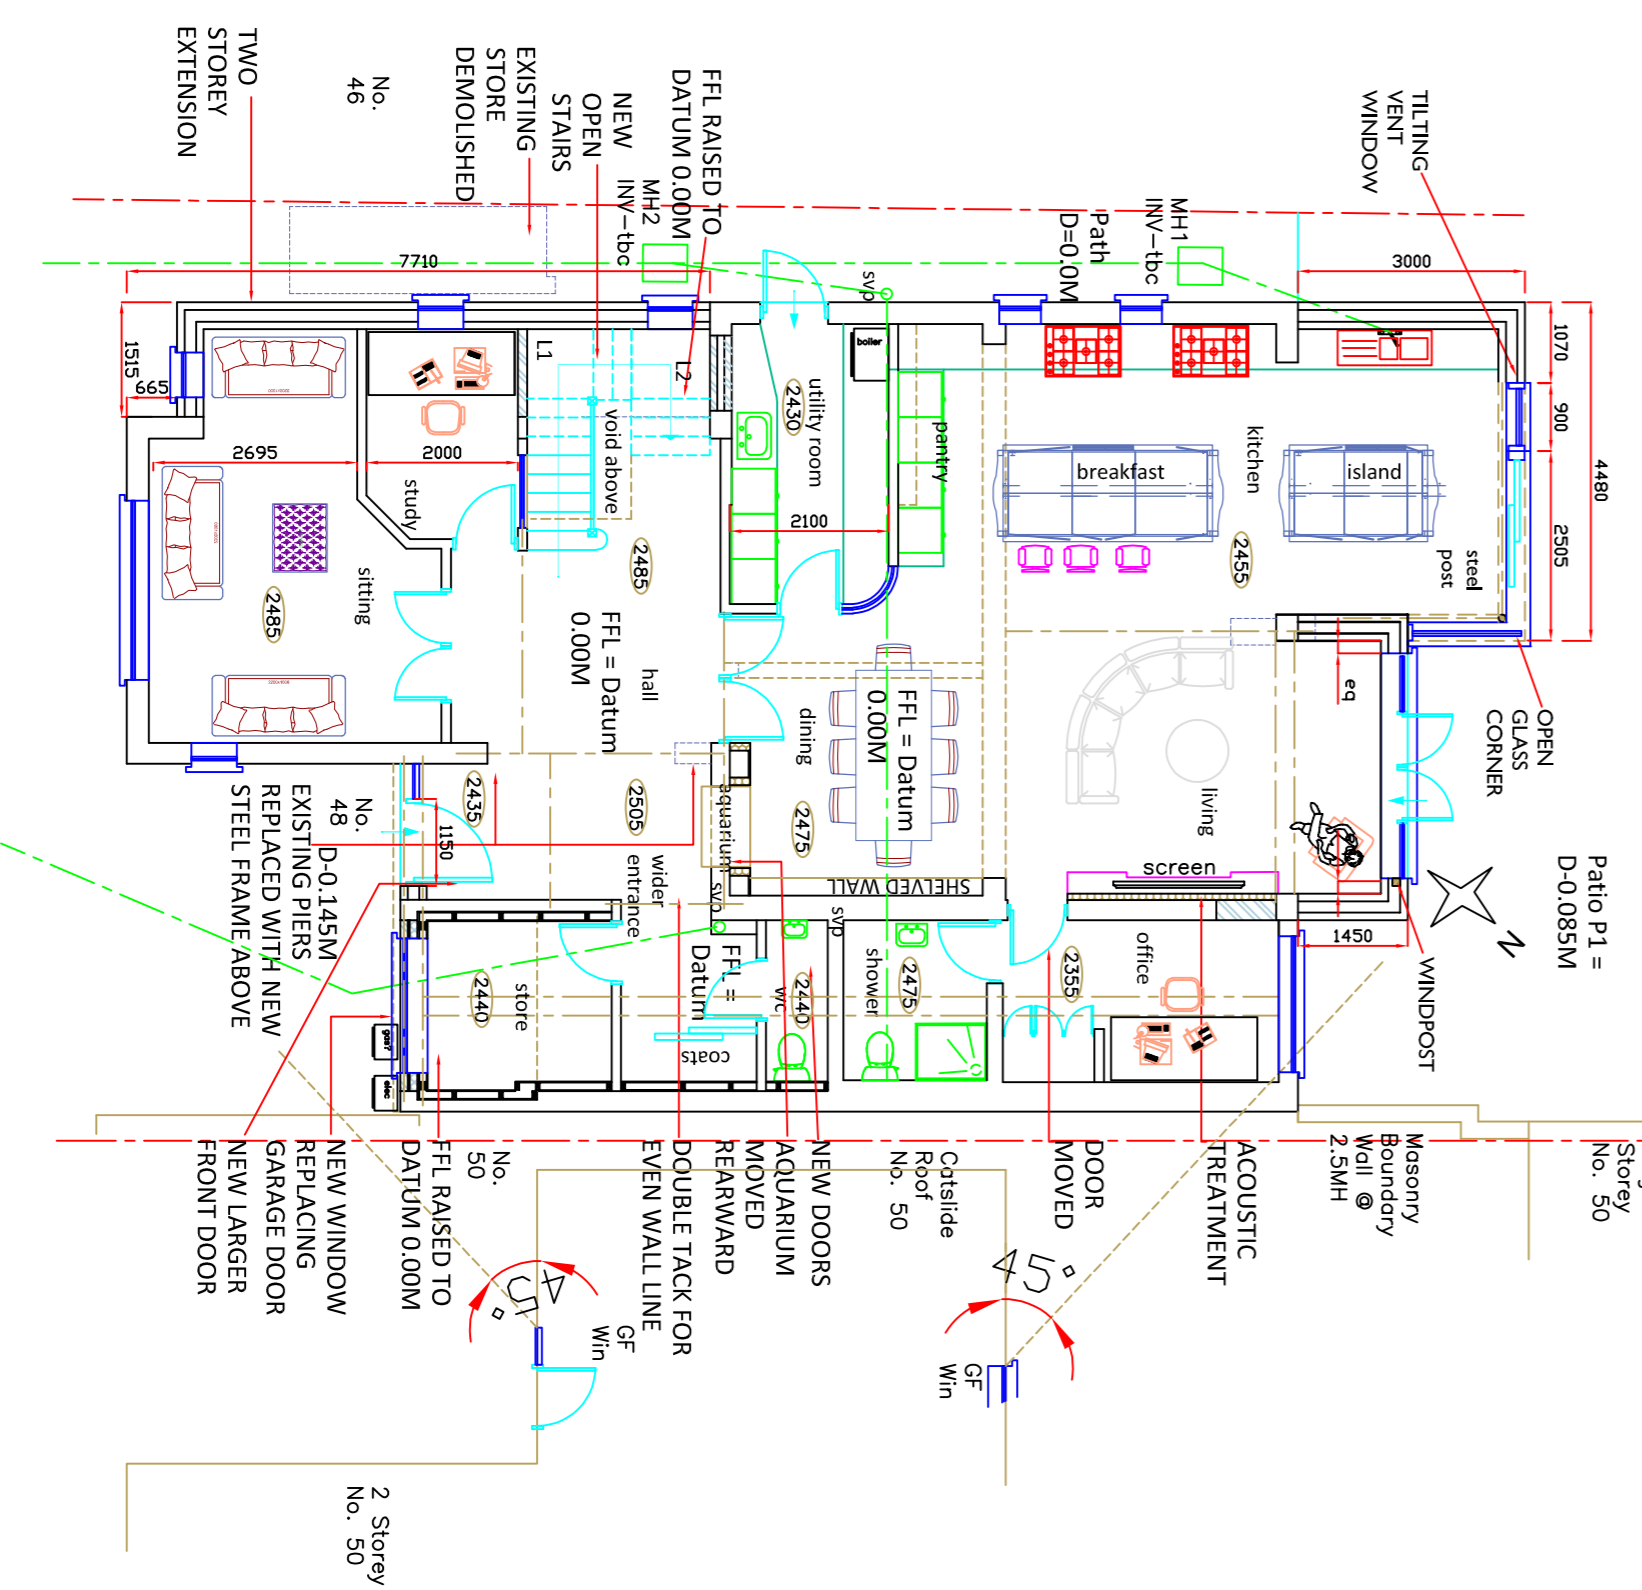 TWO
STOREY
EXTENSION
No.
46
EXISTING
STORE
DEMOLISHED
NEW
OPEN
STAIRS
FFL RAISED TO
DATUM 0.00M
MH2
INV-tbc
Path
D=0.0M
MH1
INV-tbc
TILTING
VENT
WINDOW
7710
3000
svp
1515
665
1070
900
4480
2505
2695
2000
2100
L1
L2
void above
study
boiler
2430
utility room
pantry
breakfast
kitchen
island
2455
steel
post
sitting
2485
2485
FFL = Datum
0.00M
hall
dining
FFL = Datum
0.00M
2475
living
eq
OPEN
GLASS
CORNER
screen
SHELVED WALL
aquarium
2435
1150
2505
wider
entrance
No.
48
D-0.145M
EXISTING PIERS
REPLACED WITH NEW
STEEL FRAME ABOVE
svp
svp
FFL =
Datum
store
2440
coats
wc
2440
shower
2475
2355
office
1450
WINDPOST
N
Patio P1 =
D-0.085M
gas?
elec
NEW LARGER
FRONT DOOR
NEW WINDOW
REPLACING
GARAGE DOOR
FFL RAISED TO
DATUM 0.00M
No.
50
DOUBLE TACK FOR
EVEN WALL LINE
AQUARIUM
MOVED
REARWARD
NEW DOORS
Catslide
Roof
No. 50
DOOR
MOVED
ACOUSTIC
TREATMENT
Masonry
Boundary
Wall @
2.5MH
Storey
No. 50
45°
45°
GF
Win
GF
Win
2 Storey
No. 50